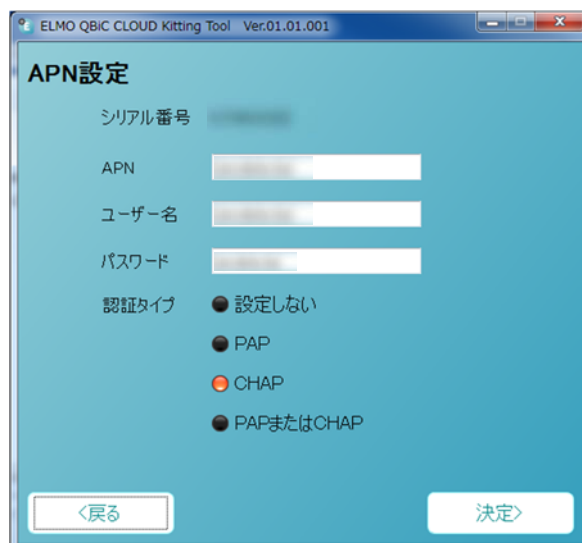 ELMO QBiC CLOUD Kitting Tool Ver.01.01.001
APN設定
シリアル番号
APN
ユーザー名
パスワード
認証タイプ
設定しない
PAP
CHAP
PAPまたはCHAP
<戻る
決定>